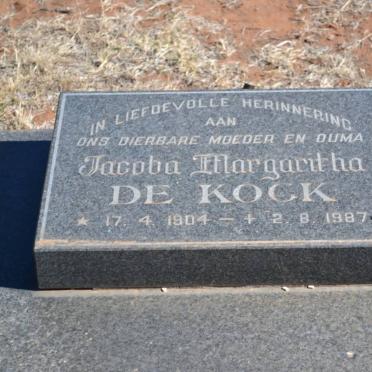 IN LIEFDEVOLLE HERINNERING
AAN
ONS DIERBARE MOEDER EN OUMA
Jacoba Margaritha
DE KOCK
* 17. 4. 1904 – + 2. 8. 1987